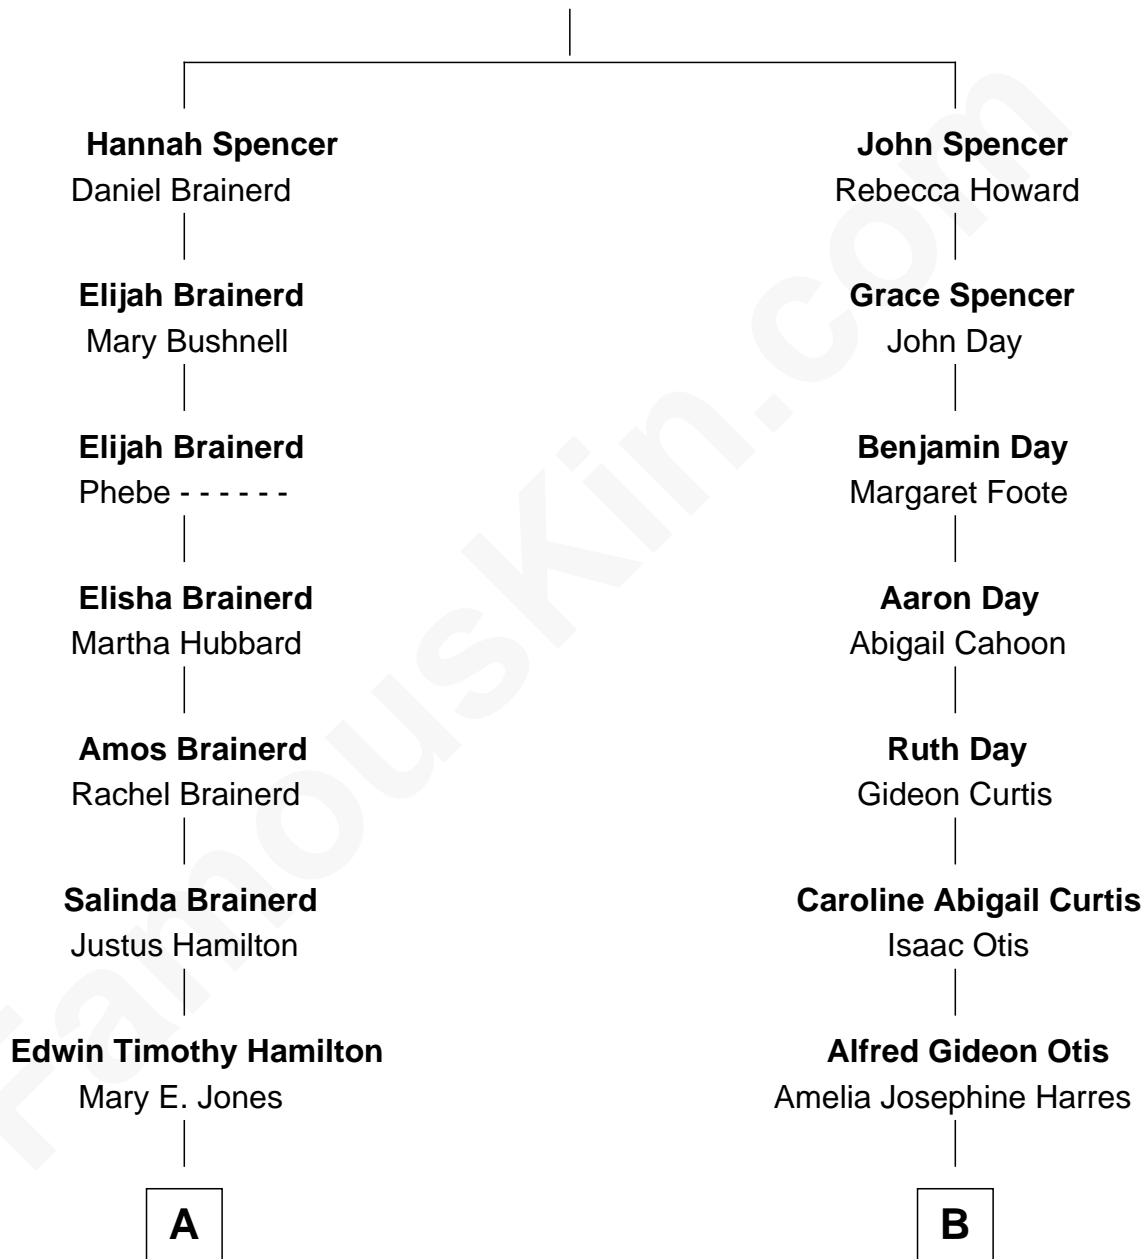 Hannah Spencer
Daniel Brainerd
Elijah Brainerd
Mary Bushnell
Elijah Brainerd
Phebe - - - - - -
Elisha Brainerd
Martha Hubbard
Amos Brainerd
Rachel Brainerd
Salinda Brainerd
Justus Hamilton
Edwin Timothy Hamilton
Mary E. Jones
A
John Spencer
Rebecca Howard
Grace Spencer
John Day
Benjamin Day
Margaret Foote
Aaron Day
Abigail Cahoon
Ruth Day
Gideon Curtis
Caroline Abigail Curtis
Isaac Otis
Alfred Gideon Otis
Amelia Josephine Harres
B
FamousKin.com